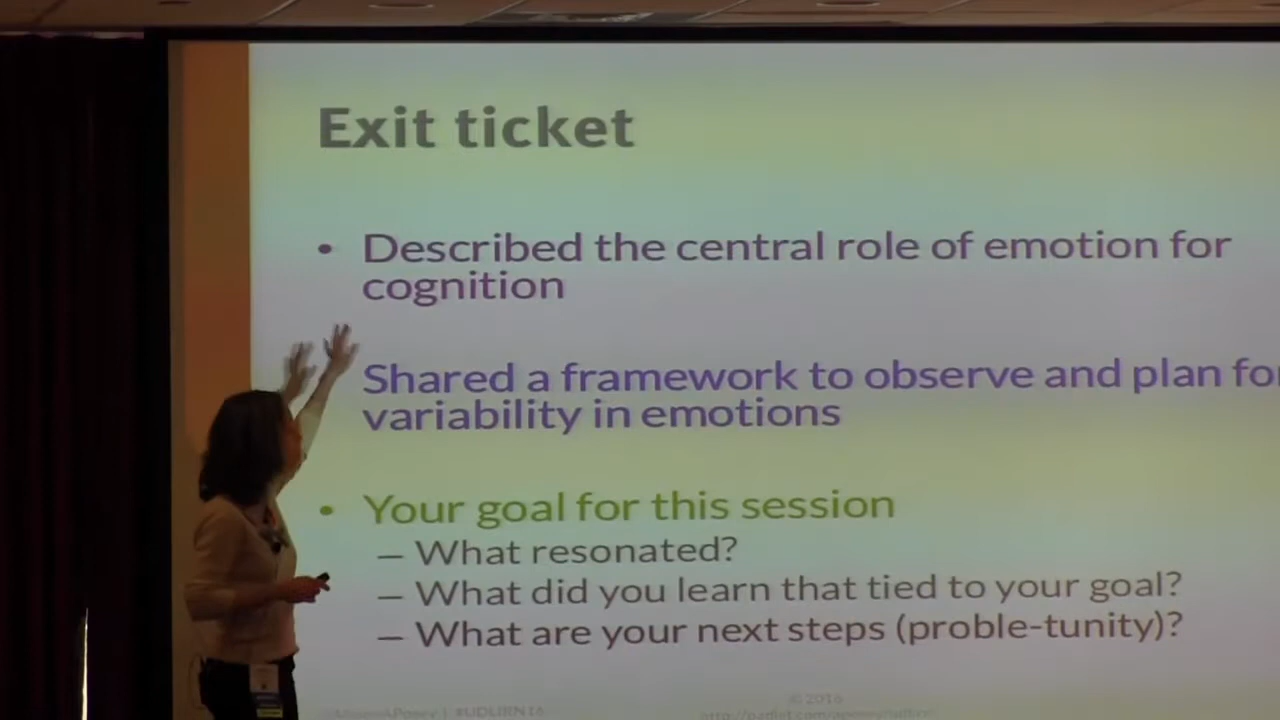 Exit ticket
• Described the central role of emotion for
cognition
Shared a framework to observe and plan for
variability in emotions
• Your goal for this session
– What resonated?
– What did you learn that tied to your goal?
– What are your next steps (proble-tunity)?
© 2016
#UDLIRN16